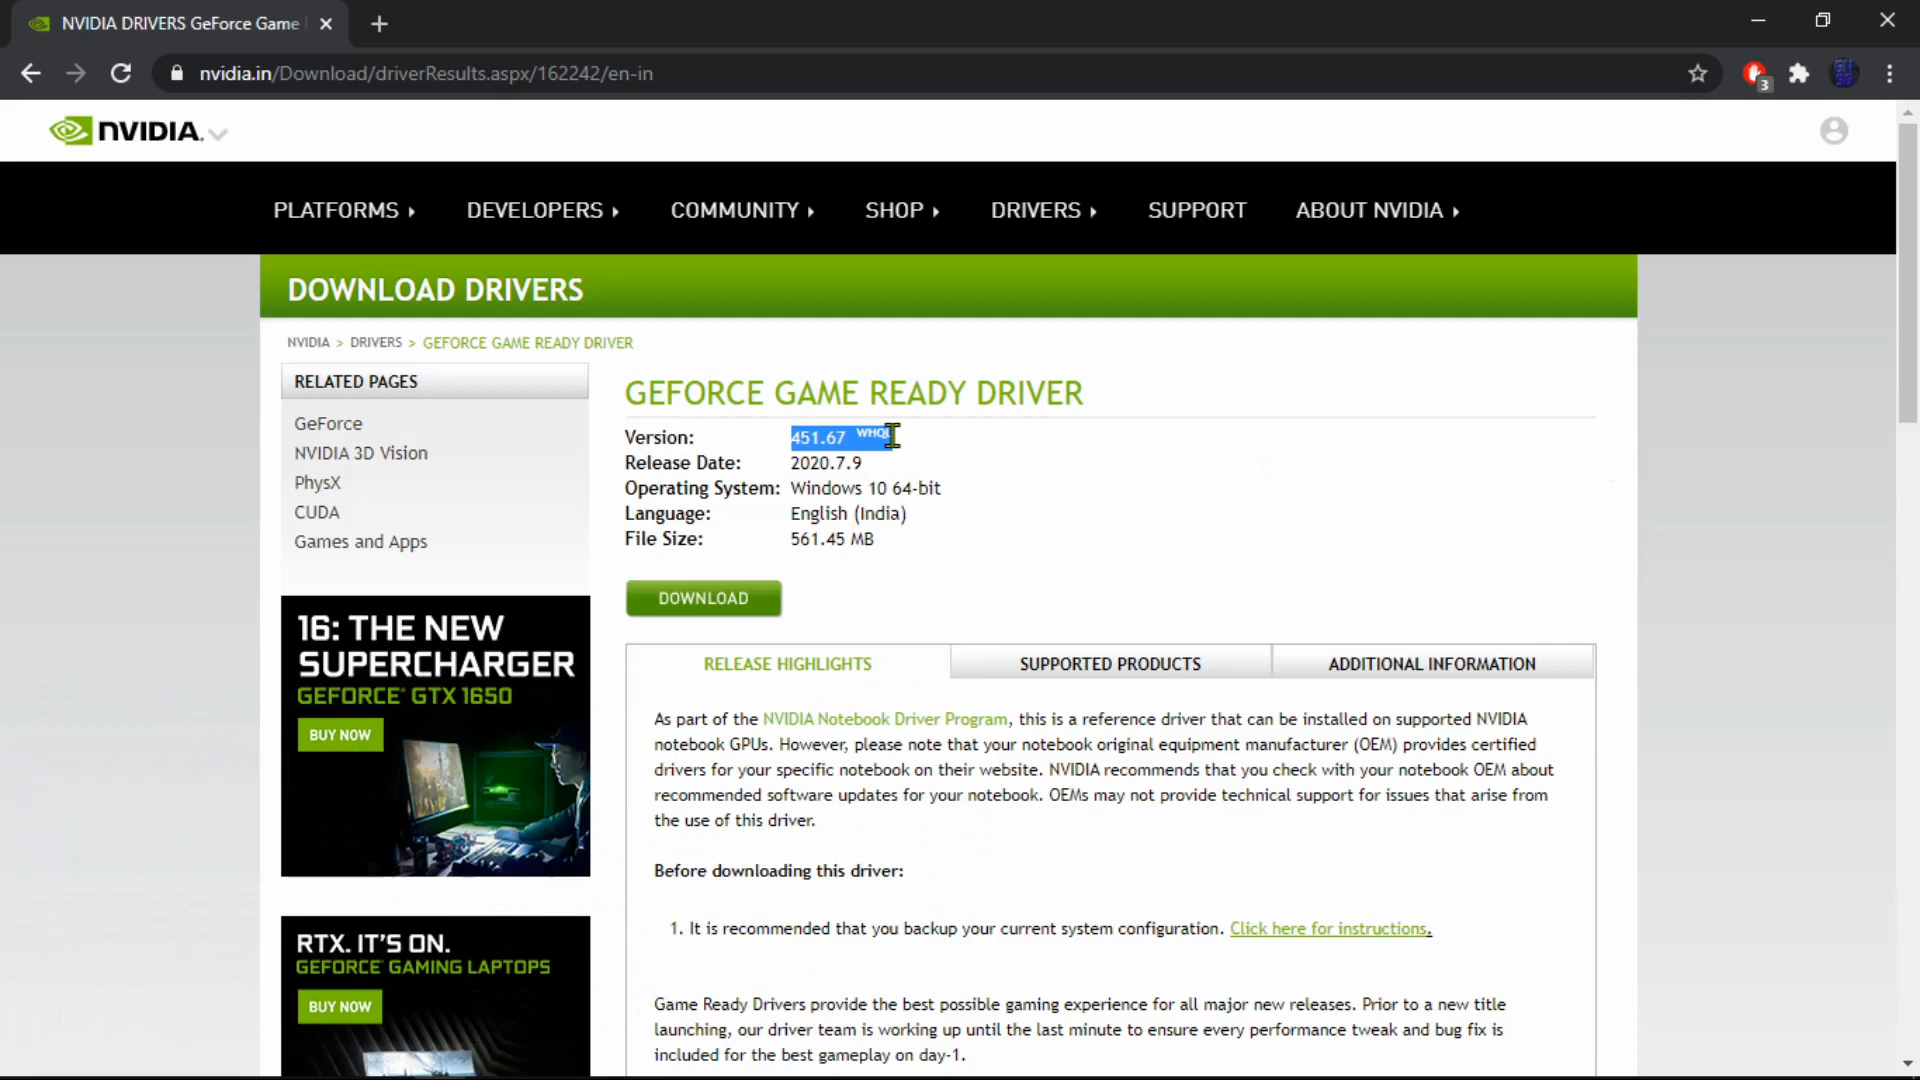 NVIDIA DRIVERS GeForce Game
nvidia.in/Download/driverResults.aspx/162242/en-in
3
NVIDIA.
PLATFORMS DEVELOPERS COMMUNITY SHOP DRIVERS SUPPORT ABOUT NVIDIA
DOWNLOAD DRIVERS
NVIDIA > DRIVERS > GEFORCE GAME READY DRIVER
RELATED PAGES
GeForce
NVIDIA 3D Vision
PhysX
CUDA
Games and Apps
16: THE NEW
SUPERCHARGER
GEFORCE® GTX 1650
BUY NOW
RTX. IT'S ON.
GEFORCE® GAMING LAPTOPS
BUY NOW
GEFORCE GAME READY DRIVER
Version: 451.67 WHQL
Release Date: 2020.7.9
Operating System: Windows 10 64-bit
Language: English (India)
File Size: 561.45 MB
DOWNLOAD
RELEASE HIGHLIGHTS SUPPORTED PRODUCTS ADDITIONAL INFORMATION
As part of the NVIDIA Notebook Driver Program, this is a reference driver that can be installed on supported NVIDIA
notebook GPUs. However, please note that your notebook original equipment manufacturer (OEM) provides certified
drivers for your specific notebook on their website. NVIDIA recommends that you check with your notebook OEM about
recommended software updates for your notebook. OEMs may not provide technical support for issues that arise from
the use of this driver.
Before downloading this driver:
1. It is recommended that you backup your current system configuration. Click here for instructions.
Game Ready Drivers provide the best possible gaming experience for all major new releases. Prior to a new title
launching, our driver team is working up until the last minute to ensure every performance tweak and bug fix is
included for the best gameplay on day-1.